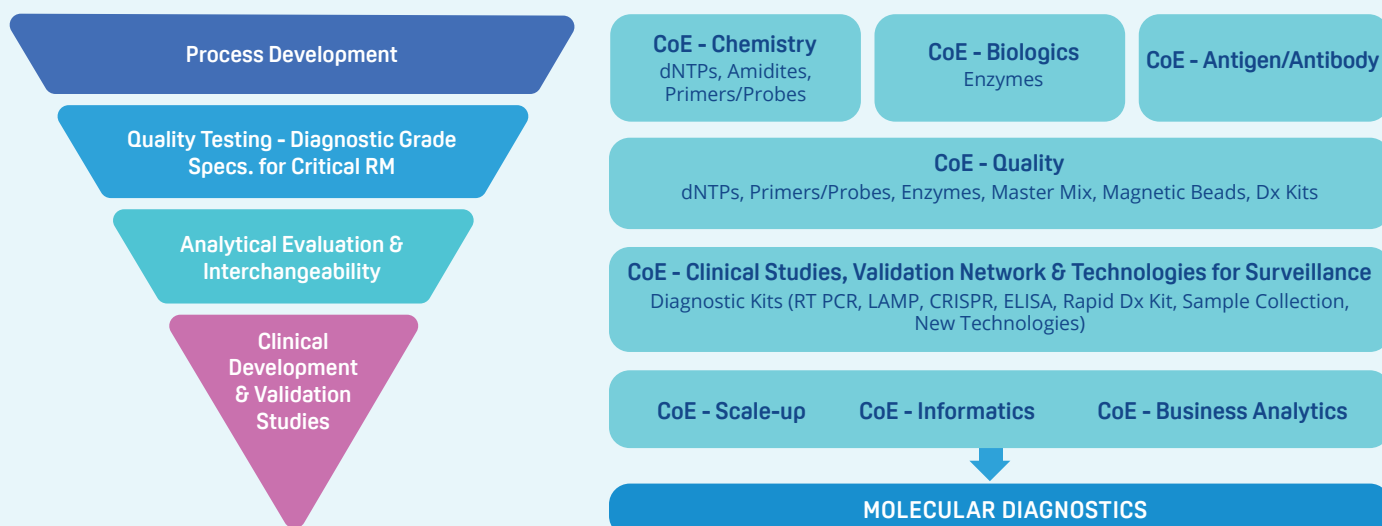 Process Development
Quality Testing - Diagnostic Grade
Specs. for Critical RM
Analytical Evaluation &
Interchangeability
Clinical
Development
& Validation
Studies
CoE - Chemistry
dNTPs, Amidites,
Primers/Probes
CoE - Biologics
Enzymes
CoE - Antigen/Antibody
CoE - Quality
dNTPs, Primers/Probes, Enzymes, Master Mix, Magnetic Beads, Dx Kits
CoE - Clinical Studies, Validation Network & Technologies for Surveillance
Diagnostic Kits (RT PCR, LAMP, CRISPR, ELISA, Rapid Dx Kit, Sample Collection,
New Technologies)
CoE - Scale-up
CoE - Informatics
CoE - Business Analytics
MOLECULAR DIAGNOSTICS